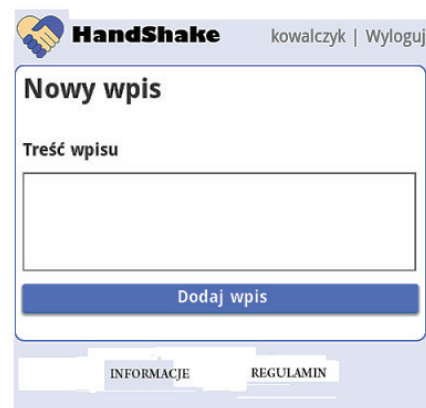 HandShake kowalczyk | Wyloguj
Nowy wpis
Treść wpisu
Dodaj wpis
INFORMACJE REGULAMIN